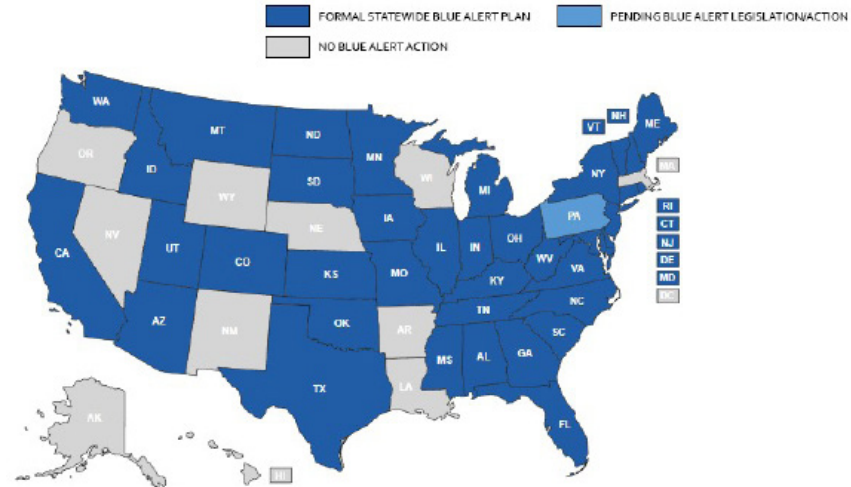 FORMAL STATEWIDE BLUE ALERT PLAN
PENDING BLUE ALERT LEGISLATION/ACTION
NO BLUE ALERT ACTION
WA
MT
ND
MN
VT
NH
ME
OR
ID
WY
SD
WI
MI
NY
MA
NV
UT
CO
NE
IA
IL
IN
OH
PA
RI
CT
NJ
DE
MD
DC
CA
KS
MO
KY
WV
VA
AZ
NM
OK
AR
TN
NC
SC
TX
LA
MS
AL
GA
FL
AK
HI